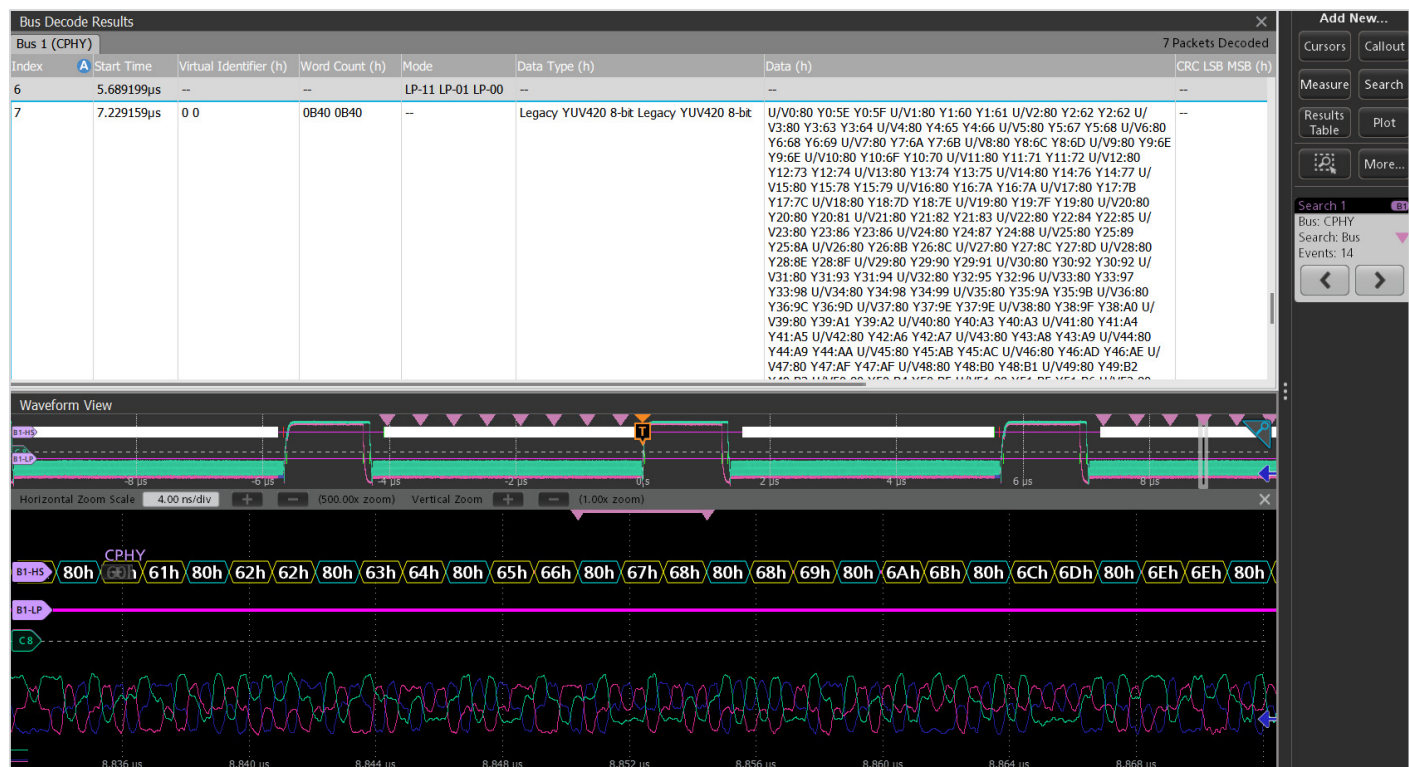 Bus Decode Results
Bus 1 (CPHY)
7 Packets Decoded
Index A Start Time Virtual Identifier (h) Word Count (h) Mode Data Type (h) Data (h) CRC LSB MSB (h)
6 5.689199µs -- -- LP-11 LP-01 LP-00 -- -- --
7 7.229159µs 0 0 0B40 0B40 -- Legacy YUV420 8-bit Legacy YUV420 8-bit U/V0:80 Y0:5E Y0:5F U/V1:80 Y1:60 Y1:61 U/V2:80 Y2:62 Y2:62 U/ --
V3:80 Y3:63 Y3:64 U/V4:80 Y4:65 Y4:66 U/V5:80 Y5:67 Y5:68 U/V6:80
Y6:68 Y6:69 U/V7:80 Y7:6A Y7:6B U/V8:80 Y8:6C Y8:6D U/V9:80 Y9:6E
Y9:6E U/V10:80 Y10:6F Y10:70 U/V11:80 Y11:71 Y11:72 U/V12:80
Y12:73 Y12:74 U/V13:80 Y13:74 Y13:75 U/V14:80 Y14:76 Y14:77 U/
V15:80 Y15:78 Y15:79 U/V16:80 Y16:7A Y16:7A U/V17:80 Y17:7B
Y17:7C U/V18:80 Y18:7D Y18:7E U/V19:80 Y19:7F Y19:80 U/V20:80
Y20:80 Y20:81 U/V21:80 Y21:82 Y21:83 U/V22:80 Y22:84 Y22:85 U/
V23:80 Y23:86 Y23:86 U/V24:80 Y24:87 Y24:88 U/V25:80 Y25:89
Y25:8A U/V26:80 Y26:8B Y26:8C U/V27:80 Y27:8C Y27:8D U/V28:80
Y28:8E Y28:8F U/V29:80 Y29:90 Y29:91 U/V30:80 Y30:92 Y30:92 U/
V31:80 Y31:93 Y31:94 U/V32:80 Y32:95 Y32:96 U/V33:80 Y33:97
Y33:98 U/V34:80 Y34:98 Y34:99 U/V35:80 Y35:9A Y35:9B U/V36:80
Y36:9C Y36:9D U/V37:80 Y37:9E Y37:9E U/V38:80 Y38:9F Y38:A0 U/
V39:80 Y39:A1 Y39:A2 U/V40:80 Y40:A3 Y40:A3 U/V41:80 Y41:A4
Y41:A5 U/V42:80 Y42:A6 Y42:A7 U/V43:80 Y43:A8 Y43:A9 U/V44:80
Y44:A9 Y44:AA U/V45:80 Y45:AB Y45:AC U/V46:80 Y46:AD Y46:AE U/
V47:80 Y47:AF Y47:AF U/V48:80 Y48:B0 Y48:B1 U/V49:80 Y49:B2
Waveform View
B1-HS
T
B1-LP
-8 µs -6 µs -4 µs -2 µs 0 s 2 µs 4 µs 6 µs 8 µs
Horizontal Zoom Scale 4.00 ns/div + − (500.00x zoom) Vertical Zoom + − (1.00x zoom)
CPHY
B1-HS 80h 61h 80h 62h 62h 80h 63h 64h 80h 65h 66h 80h 67h 68h 80h 68h 69h 80h 6Ah 6Bh 80h 6Ch 6Dh 80h 6Eh 6Eh 80h
B1-LP
C8
8.836 µs 8.840 µs 8.844 µs 8.848 µs 8.852 µs 8.856 µs 8.860 µs 8.864 µs 8.868 µs
Add New...
Cursors Callout
Measure Search
Results Table Plot
More...
Search 1 B1
Bus: CPHY
Search: Bus
Events: 14